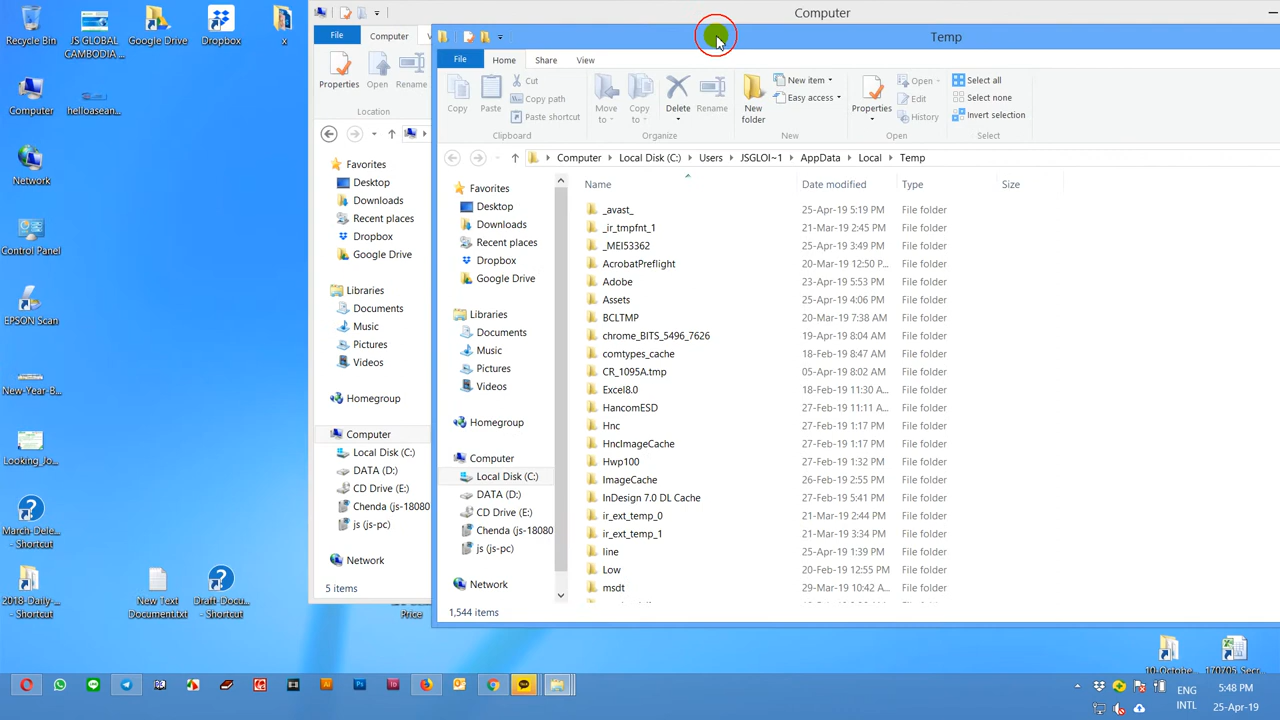 Recycle Bin
JS GLOBAL
CAMBODIA ...
Google Drive
Dropbox
x
Computer
helloasean...
Network
Control Panel
EPSON Scan
New-Year-B...
Looking_Jo...
March-Dele...
- Shortcut
2018-Daily-...
- Shortcut
New Text
Document.txt
Draft-Docu...
- Shortcut
Price
Computer
File
Computer
Properties
Open
Rename
Location
Favorites
Desktop
Downloads
Recent places
Dropbox
Google Drive
Libraries
Documents
Music
Pictures
Videos
Homegroup
Computer
Local Disk (C:)
DATA (D:)
CD Drive (E:)
Chenda (js-18080
js (js-pc)
Network
5 items
Temp
File
Home
Share
View
Copy
Paste
Cut
Copy path
Paste shortcut
Clipboard
Move
to
Copy
to
Delete
Rename
Organize
New
folder
New item
Easy access
New
Properties
Open
Edit
History
Open
Select all
Select none
Invert selection
Select
Computer
Local Disk (C:)
Users
JSGLOI~1
AppData
Local
Temp
Favorites
Desktop
Downloads
Recent places
Dropbox
Google Drive
Libraries
Documents
Music
Pictures
Videos
Homegroup
Computer
Local Disk (C:)
DATA (D:)
CD Drive (E:)
Chenda (js-18080
js (js-pc)
Network
Name Date modified Type Size
_avast_ 25-Apr-19 5:19 PM File folder
_ir_tmpfnt_1 21-Mar-19 2:45 PM File folder
_MEI53362 25-Apr-19 3:49 PM File folder
AcrobatPreflight 20-Mar-19 12:50 P... File folder
Adobe 23-Apr-19 5:53 PM File folder
Assets 25-Apr-19 4:06 PM File folder
BCLTMP 20-Mar-19 7:38 AM File folder
chrome_BITS_5496_7626 19-Apr-19 8:04 AM File folder
comtypes_cache 18-Feb-19 8:47 AM File folder
CR_1095A.tmp 05-Apr-19 8:02 AM File folder
Excel8.0 18-Feb-19 11:30 A... File folder
HancomESD 27-Feb-19 11:11 A... File folder
Hnc 27-Feb-19 1:17 PM File folder
HncImageCache 27-Feb-19 1:17 PM File folder
Hwp100 27-Feb-19 1:32 PM File folder
ImageCache 26-Feb-19 2:55 PM File folder
InDesign 7.0 DL Cache 27-Feb-19 5:41 PM File folder
ir_ext_temp_0 21-Mar-19 2:44 PM File folder
ir_ext_temp_1 21-Mar-19 3:34 PM File folder
line 25-Apr-19 1:39 PM File folder
Low 20-Feb-19 12:55 PM File folder
msdt 29-Mar-19 10:42 A... File folder
1,544 items
10-Octobe...
170705_Secr...
ENG
INTL
5:48 PM
25-Apr-19